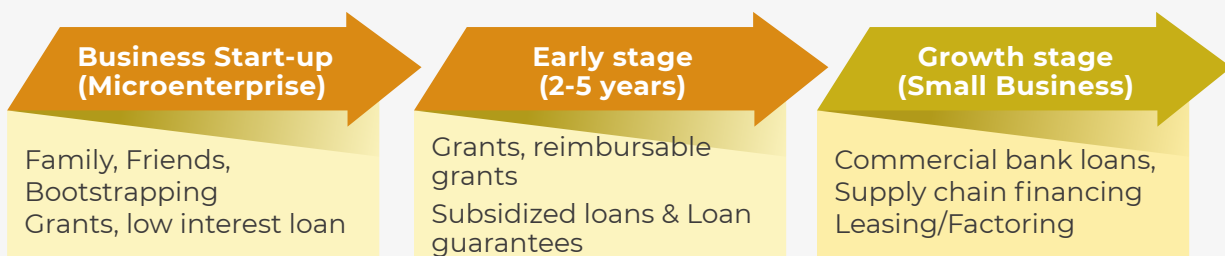 Business Start-up
(Microenterprise)
Family, Friends,
Bootstrapping
Grants, low interest loan
Early stage
(2-5 years)
Grants, reimbursable
grants
Subsidized loans & Loan
guarantees
Growth stage
(Small Business)
Commercial bank loans,
Supply chain financing
Leasing/Factoring